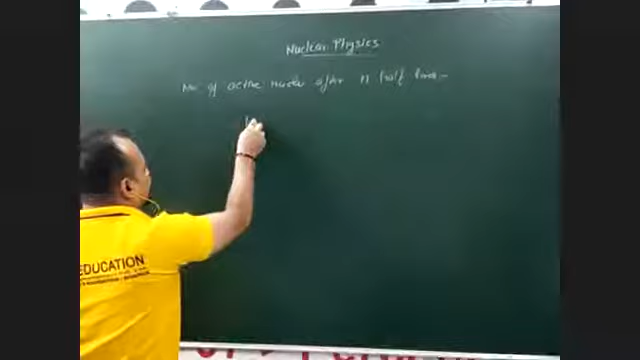 Nuclear Physics
No of active nuclei after n half lives -
EDUCATION